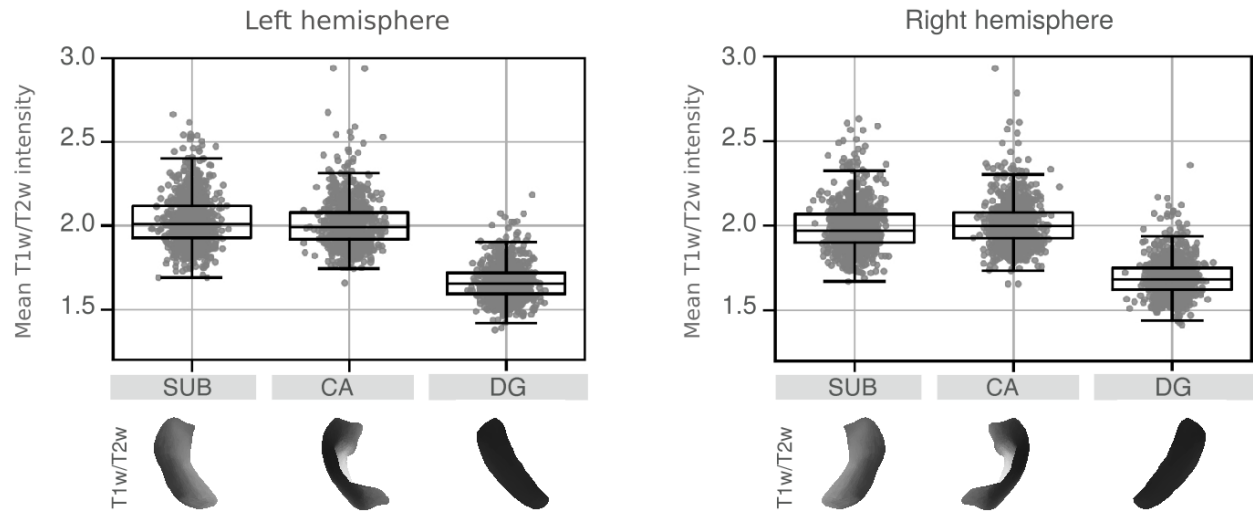 Left hemisphere
Mean T1w/T2w intensity
3.0
2.5
2.0
1.5
SUB CA DG
T1w/T2w
Right hemisphere
Mean T1w/T2w intensity
3.0
2.5
2.0
1.5
SUB CA DG
T1w/T2w